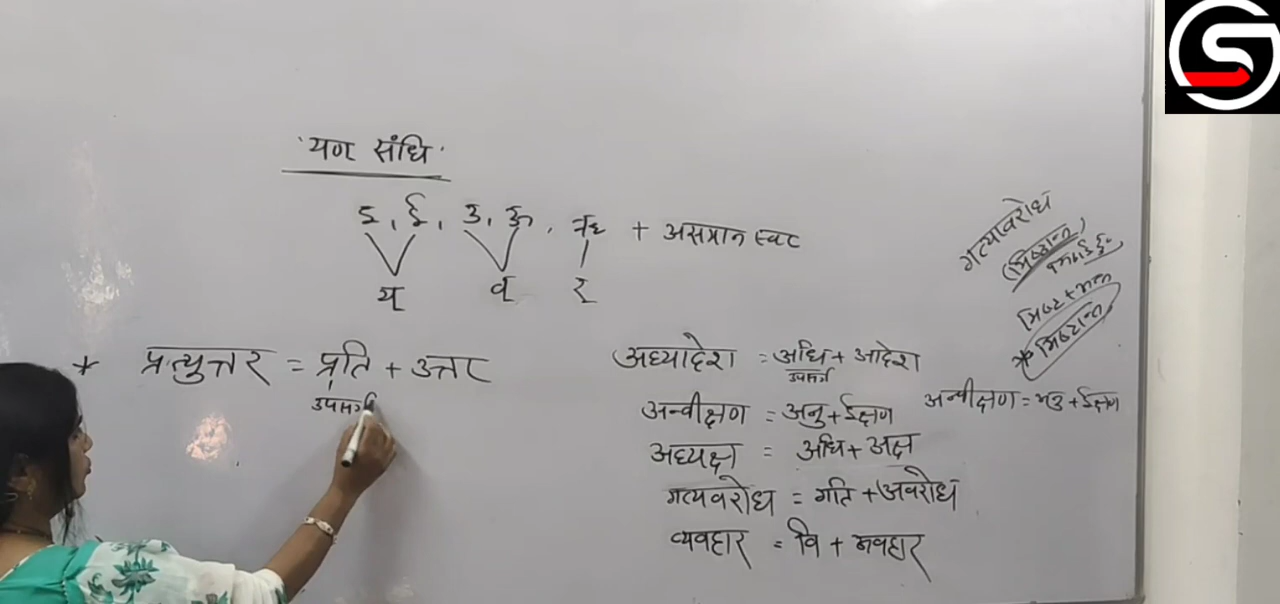 'यण संधि'
इ, ई, उ, ऊ, ऋ + असमान स्वर
य व र्
* प्रत्युत्तर = प्रति + उत्तर
उपसर्ग
अध्यादेश = अधि + आदेश
उपसर्ग
अन्वीक्षण = अनु + ईक्षण
अध्यक्ष = अधि + अक्ष
गत्यवरोध = गति + अवरोध
व्यवहार = वि + अवहार
अन्वीक्षण = अनु + ईक्षण
गत्यावरोध
(मिष्ठान्न)
मिष्ट + अन्न
* मिष्टान्न
S